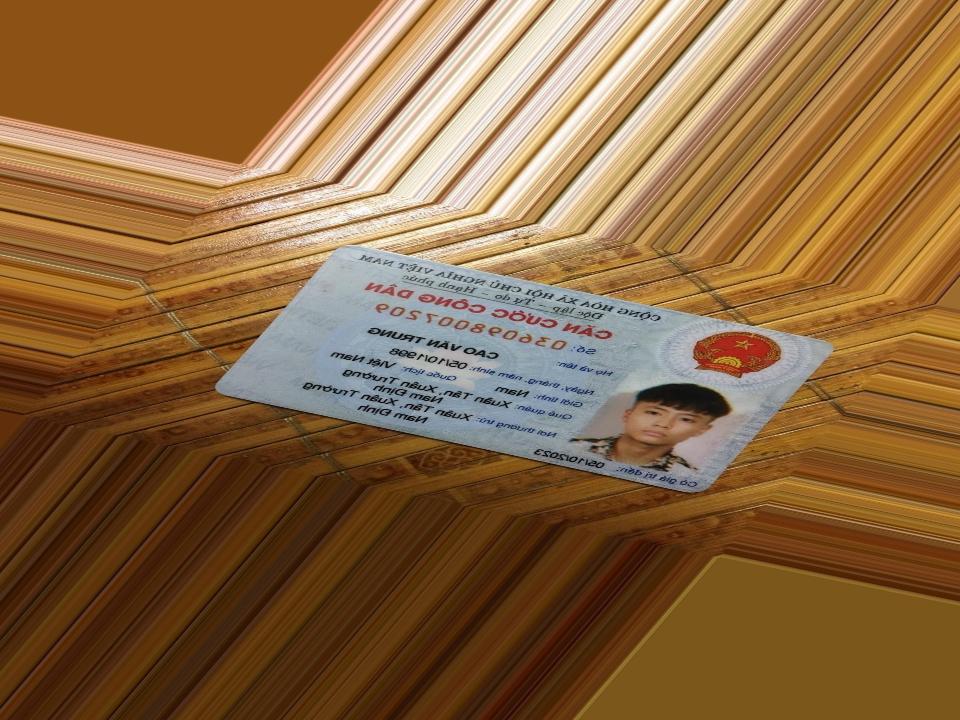 CỘNG HÒA XÃ HỘI CHỦ NGHĨA VIỆT NAM
Độc lập - Tự do - Hạnh phúc
CĂN CƯỚC CÔNG DÂN
Số: 036098007209
Họ và tên:
CAO VĂN TRUNG
Ngày, tháng, năm sinh: 05/10/1998
Giới tính: Nam Quốc tịch: Việt Nam
Quê quán: Xuân Tân, Xuân Trường
Nam Định
Nơi thường trú: Xuân Tân, Xuân Trường
Nam Định
Có giá trị đến: 05/10/2023